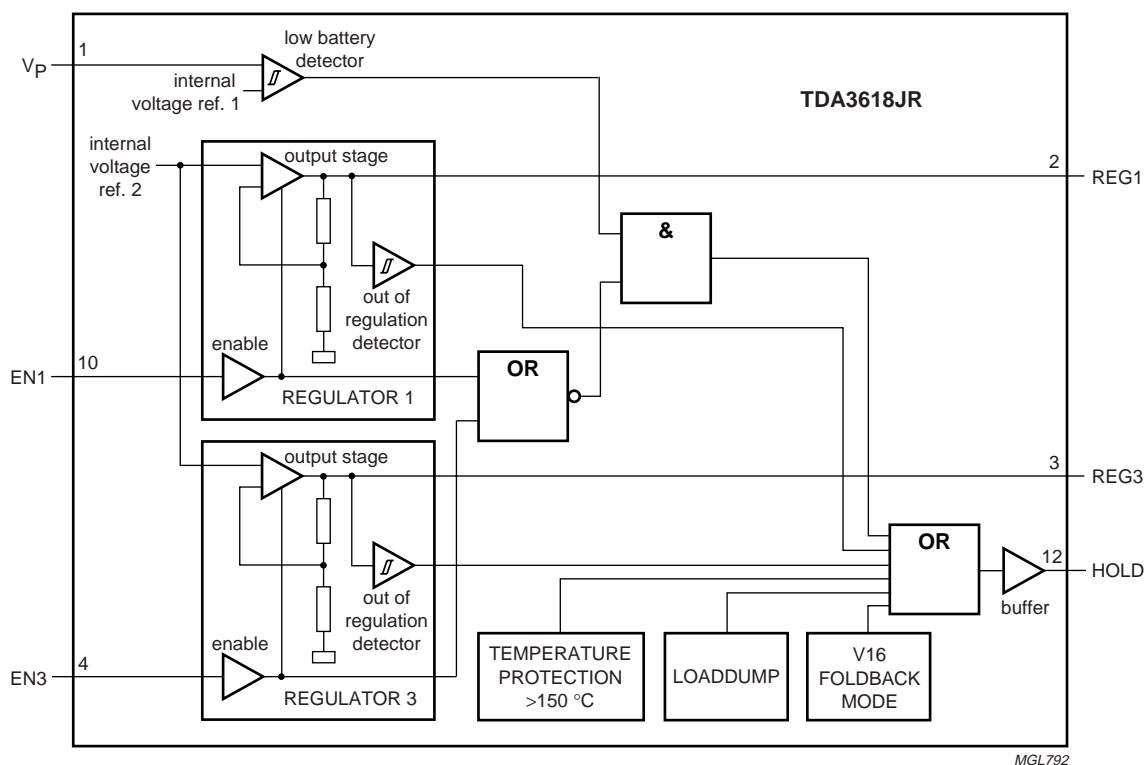 1
low battery
detector
VP
internal
voltage ref. 1
TDA3618JR
internal
voltage
ref. 2
output stage
2
REG1
&
out of
regulation
detector
enable
10
EN1
OR
REGULATOR 1
output stage
3
REG3
OR
12
HOLD
buffer
out of
regulation
detector
enable
4
EN3
REGULATOR 3
TEMPERATURE
PROTECTION
>150 °C
LOADDUMP
V16
FOLDBACK
MODE
MGL792